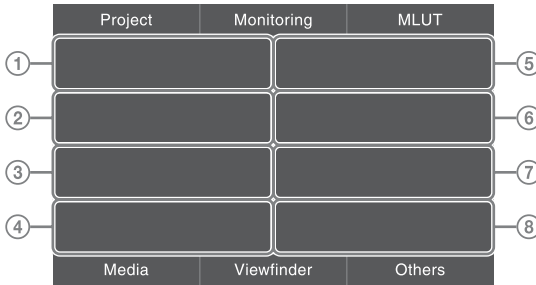 Project Monitoring MLUT
① ⑤
② ⑥
③ ⑦
④ ⑧
Media Viewfinder Others